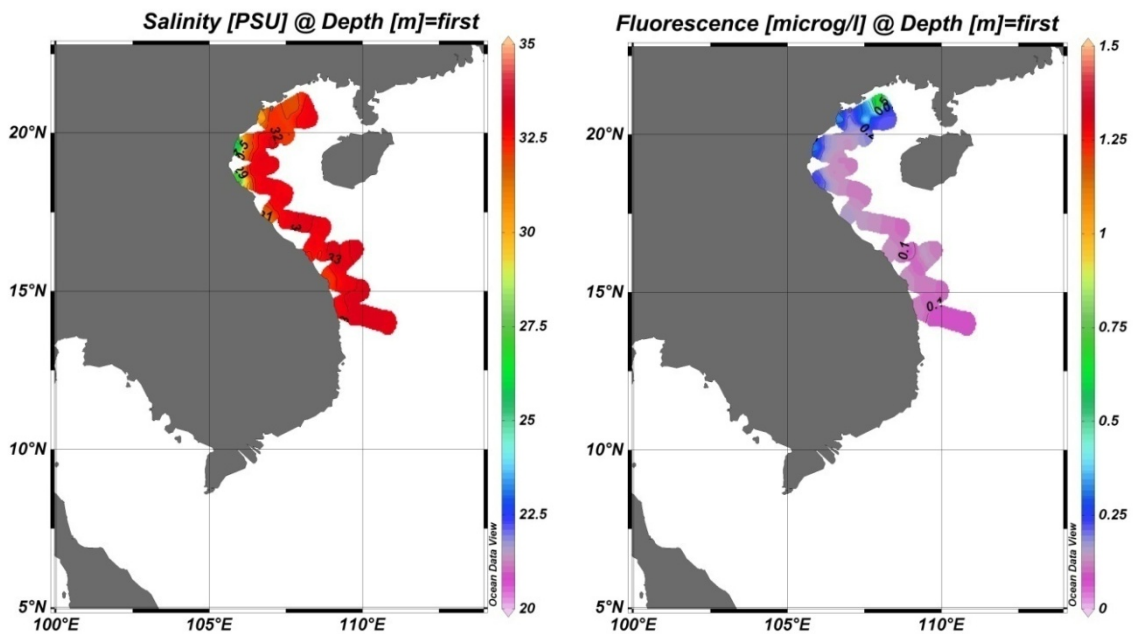 Salinity [PSU] @ Depth [m]=first
35
32.5
30
27.5
25
22.5
20
20°N
15°N
10°N
5°N
100°E
105°E
110°E
32
29
33
Ocean Data View
Fluorescence [microg/l] @ Depth [m]=first
1.5
1.25
1
0.75
0.5
0.25
0
20°N
15°N
10°N
5°N
100°E
105°E
110°E
0.1
Ocean Data View